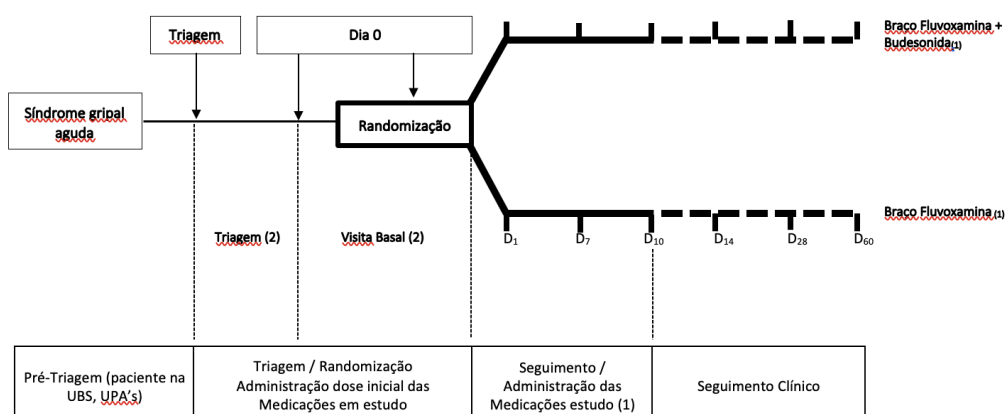 Triagem
Dia 0
Braço Fluvoxamina +
Budesonida(1)
Síndrome gripal
aguda
Randomização
Triagem (2)
Visita Basal (2)
Braço Fluvoxamina (1)
D1
D7
D10
D14
D28
D60
Pré-Triagem (paciente na
UBS, UPA’s)
Triagem / Randomização
Administração dose inicial das
Medicações em estudo
Seguimento /
Administração das
Medicações estudo (1)
Seguimento Clínico